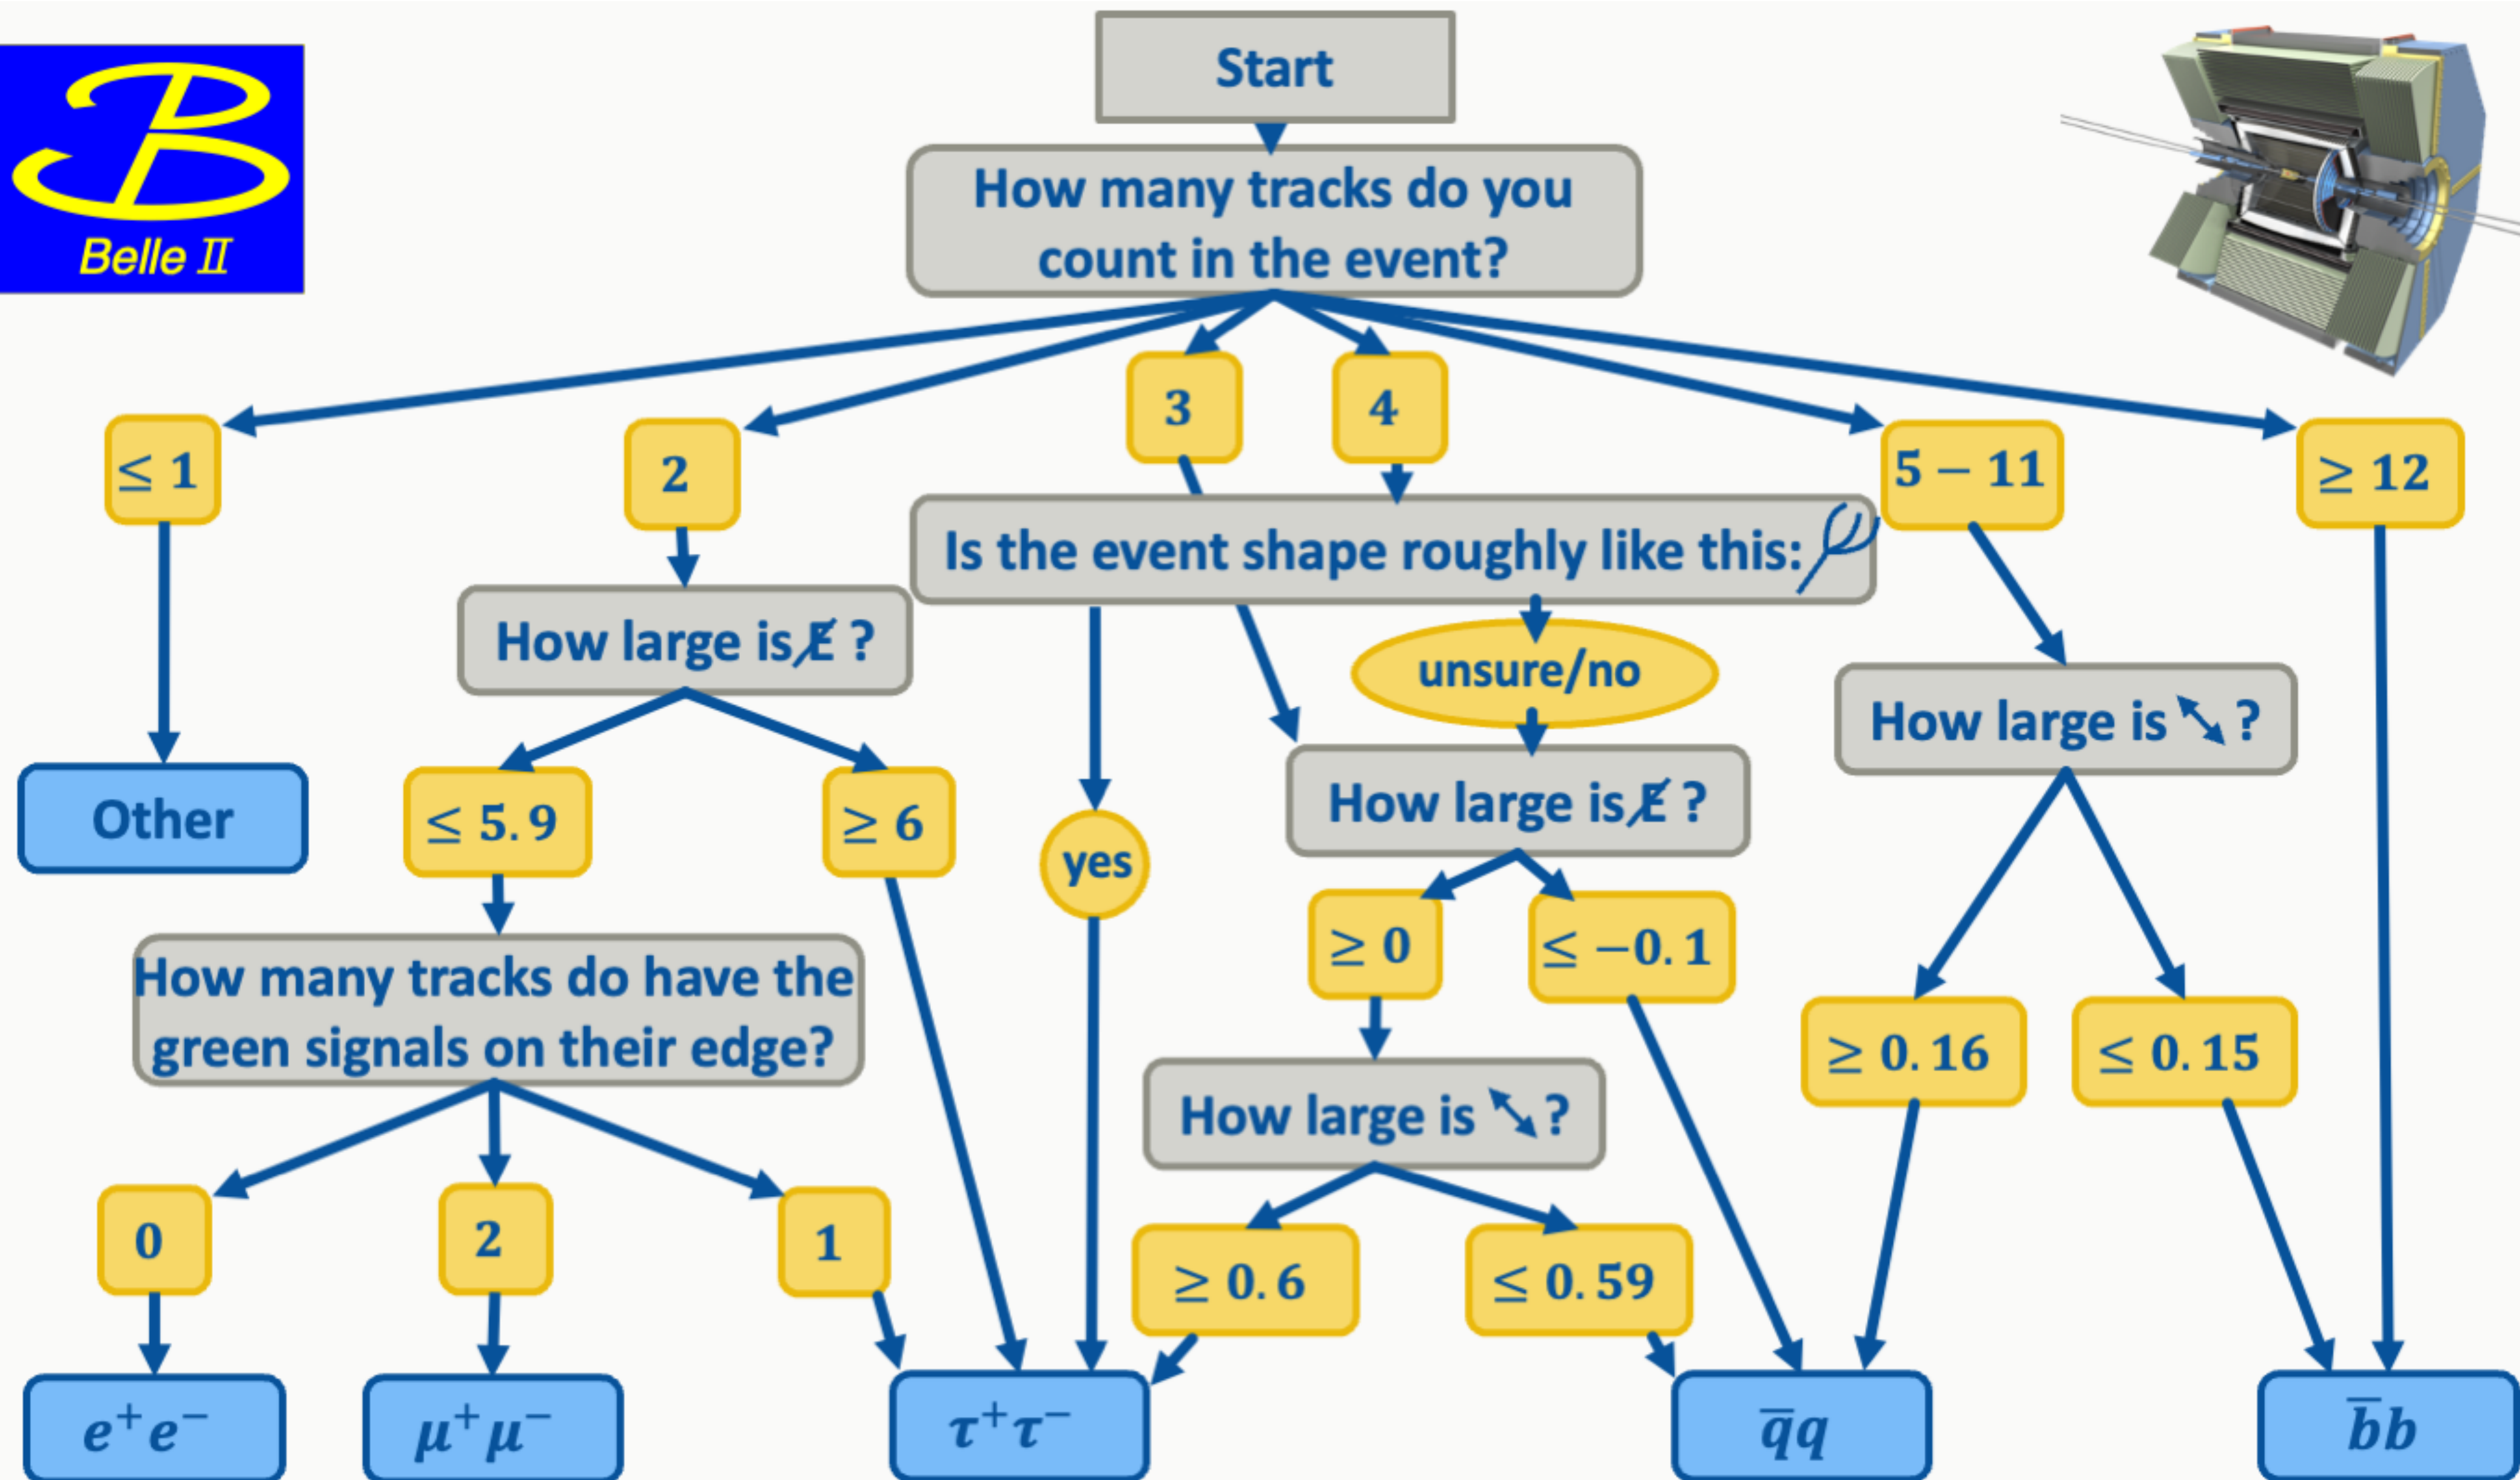 Start
Belle II
How many tracks do you
count in the event?
3
4
≤ 1
2
5 – 11
≥ 12
Is the event shape roughly like this:
How large is E̸ ?
unsure/no
How large is ⤡ ?
Other
≤ 5.9
≥ 6
yes
How large is E̸ ?
≥ 0
≤ −0.1
How many tracks do have the
green signals on their edge?
≥ 0.16
≤ 0.15
How large is ⤡ ?
0
2
1
≥ 0.6
≤ 0.59
e⁺e⁻
μ⁺μ⁻
τ⁺τ⁻
q̅q
b̅b